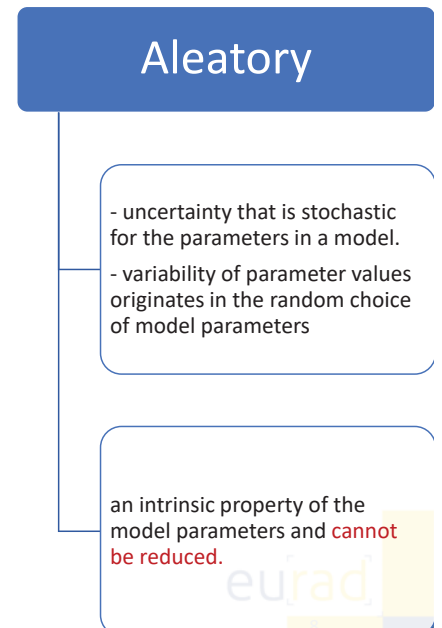 Aleatory
- uncertainty that is stochastic
for the parameters in a model.
- variability of parameter values
originates in the random choice
of model parameters
an intrinsic property of the
model parameters and cannot
be reduced.
eurad